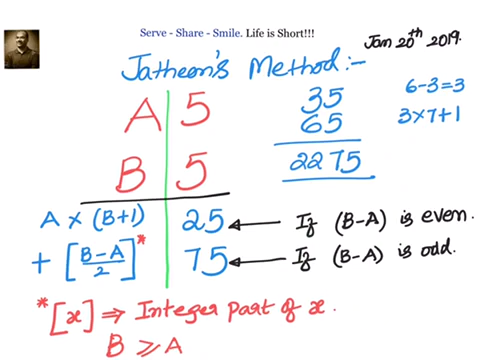 Serve - Share - Smile. Life is Short!!!
Jan 20th 2019.
Jatheon's Method :-
6-3=3
3×7+1
A 5
B 5
35
65
2275
A × (B+1) 25 ← If (B-A) is even.
+ [B-A/2]* 75 ← If (B-A) is odd.
*[x] ⇒ Integer part of x.
B ⩾ A